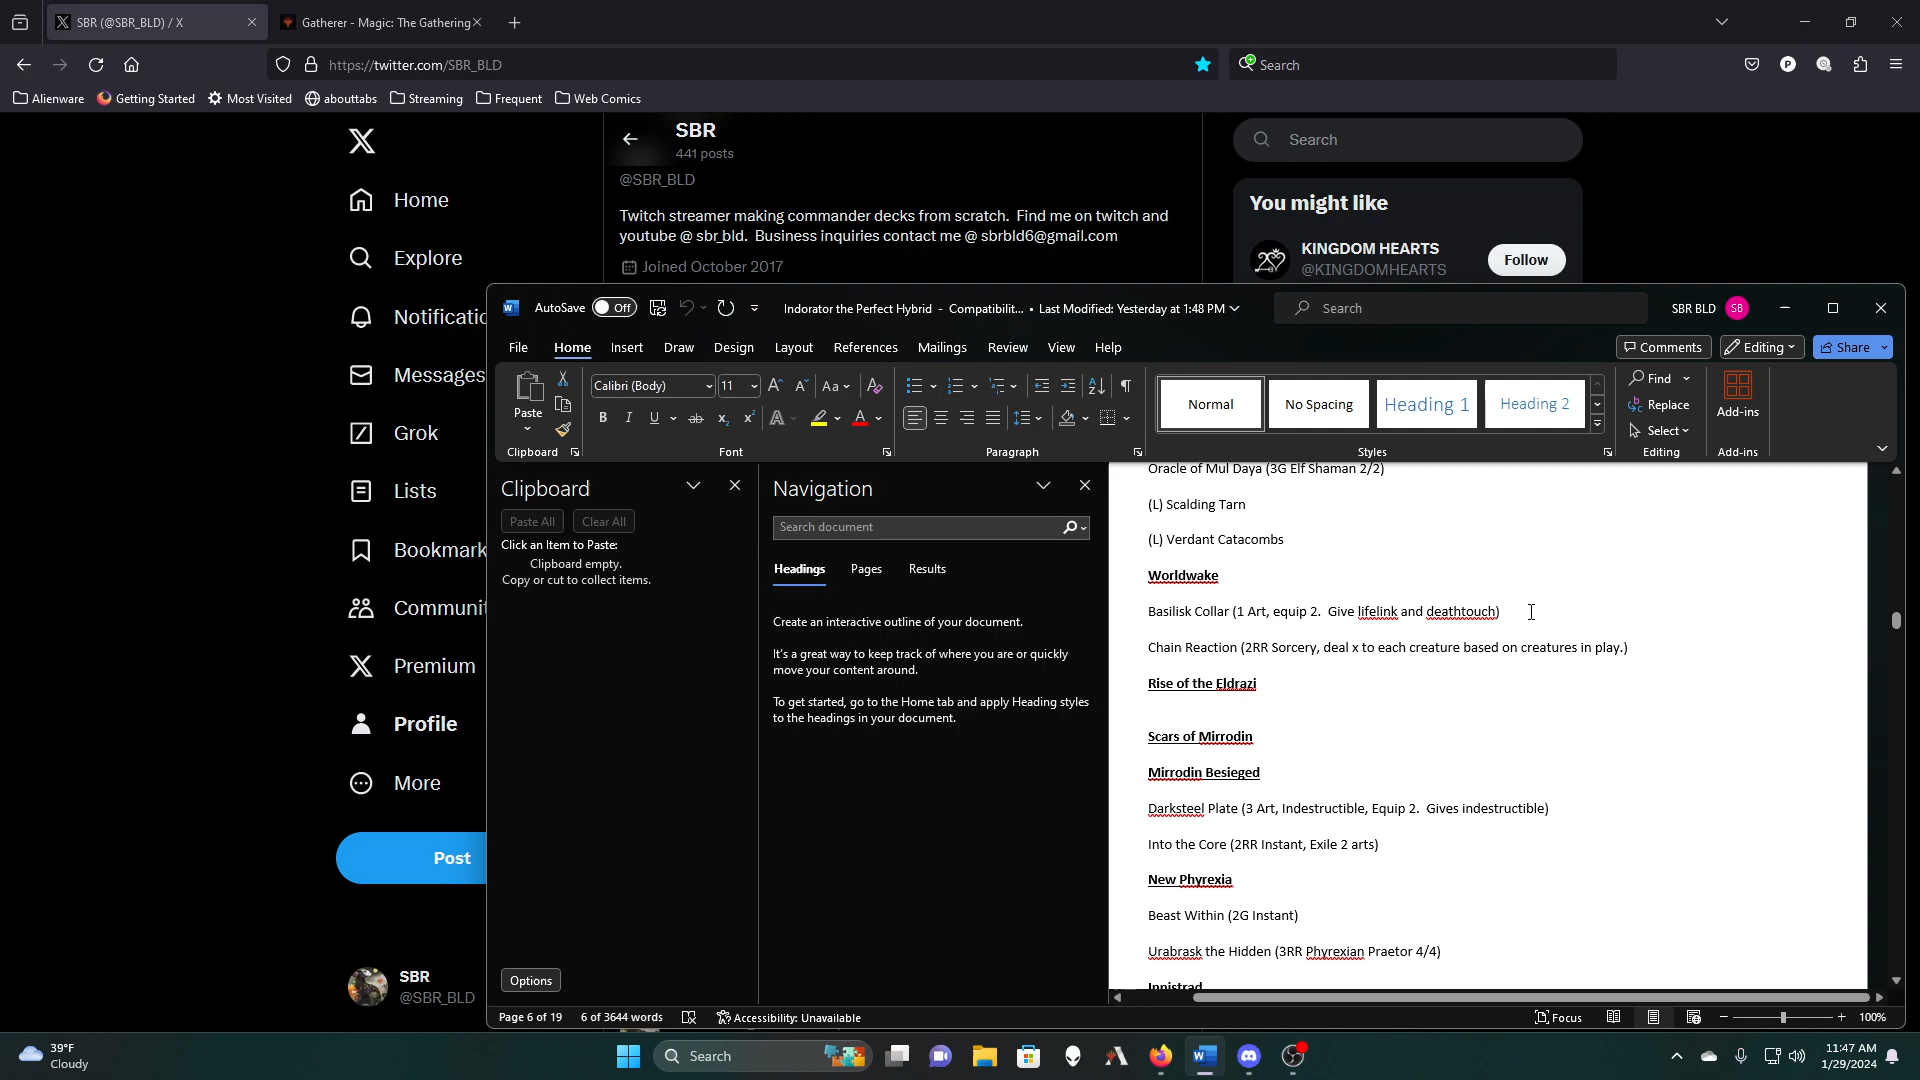 SBR (@SBR_BLD) / X
Gatherer - Magic: The Gathering
https://twitter.com/SBR_BLD
Search
Alienware
Getting Started
Most Visited
abouttabs
Streaming
Frequent
Web Comics
SBR
441 posts
@SBR_BLD
Twitch streamer making commander decks from scratch. Find me on twitch and
youtube @ sbr_bld. Business inquiries contact me @ sbrbld6@gmail.com
Joined October 2017
Search
You might like
KINGDOM HEARTS
@KINGDOMHEARTS
Follow
Home
Explore
Notificatio
Messages
Grok
Lists
Bookmark
Communit
Premium
Profile
More
Post
SBR
@SBR_BLD
AutoSave
Off
Indorator the Perfect Hybrid - Compatibilit... • Last Modified: Yesterday at 1:48 PM
Search
SBR BLD
SB
File
Home
Insert
Draw
Design
Layout
References
Mailings
Review
View
Help
Comments
Editing
Share
Paste
Calibri (Body)
11
Normal
No Spacing
Heading 1
Heading 2
Find
Replace
Select
Add-ins
Clipboard
Font
Paragraph
Styles
Editing
Add-ins
Clipboard
Paste All
Clear All
Click an Item to Paste:
Clipboard empty.
Copy or cut to collect items.
Options
Navigation
Search document
Headings
Pages
Results
Create an interactive outline of your document.
It's a great way to keep track of where you are or quickly
move your content around.
To get started, go to the Home tab and apply Heading styles
to the headings in your document.
Oracle of Mul Daya (3G Elf Shaman 2/2)
(L) Scalding Tarn
(L) Verdant Catacombs
Worldwake
Basilisk Collar (1 Art, equip 2. Give lifelink and deathtouch)
Chain Reaction (2RR Sorcery, deal x to each creature based on creatures in play.)
Rise of the Eldrazi
Scars of Mirrodin
Mirrodin Besieged
Darksteel Plate (3 Art, Indestructible, Equip 2. Gives indestructible)
Into the Core (2RR Instant, Exile 2 arts)
New Phyrexia
Beast Within (2G Instant)
Urabrask the Hidden (3RR Phyrexian Praetor 4/4)
Innistrad
Page 6 of 19
6 of 3644 words
Accessibility: Unavailable
Focus
100%
39°F
Cloudy
Search
11:47 AM
1/29/2024